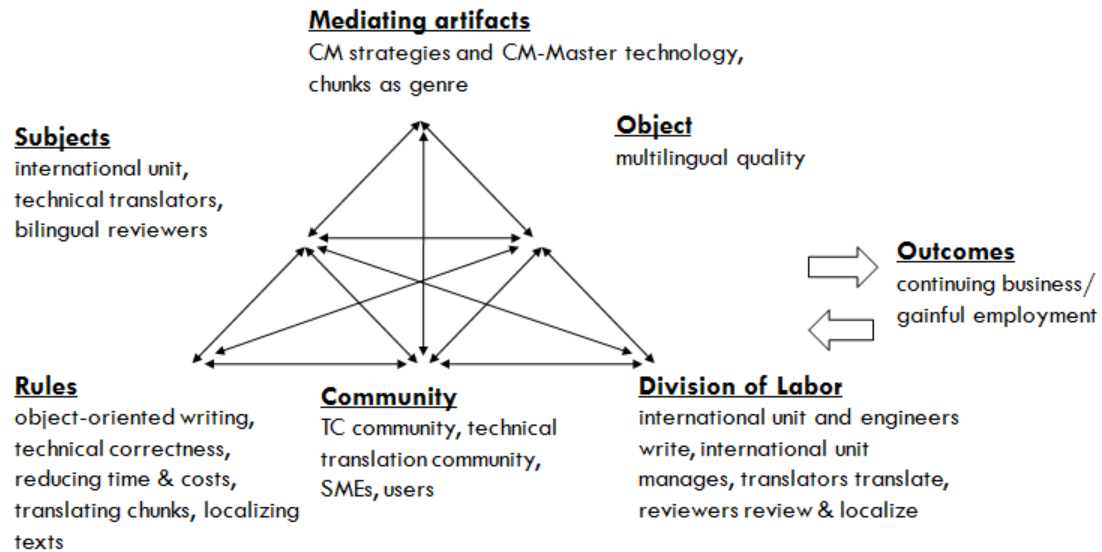 Mediating artifacts
CM strategies and CM-Master technology,
chunks as genre
Subjects
international unit,
technical translators,
bilingual reviewers
Object
multilingual quality
Outcomes
continuing business/
gainful employment
Rules
object-oriented writing,
technical correctness,
reducing time & costs,
translating chunks, localizing
texts
Community
TC community, technical
translation community,
SMEs, users
Division of Labor
international unit and engineers
write, international unit
manages, translators translate,
reviewers review & localize